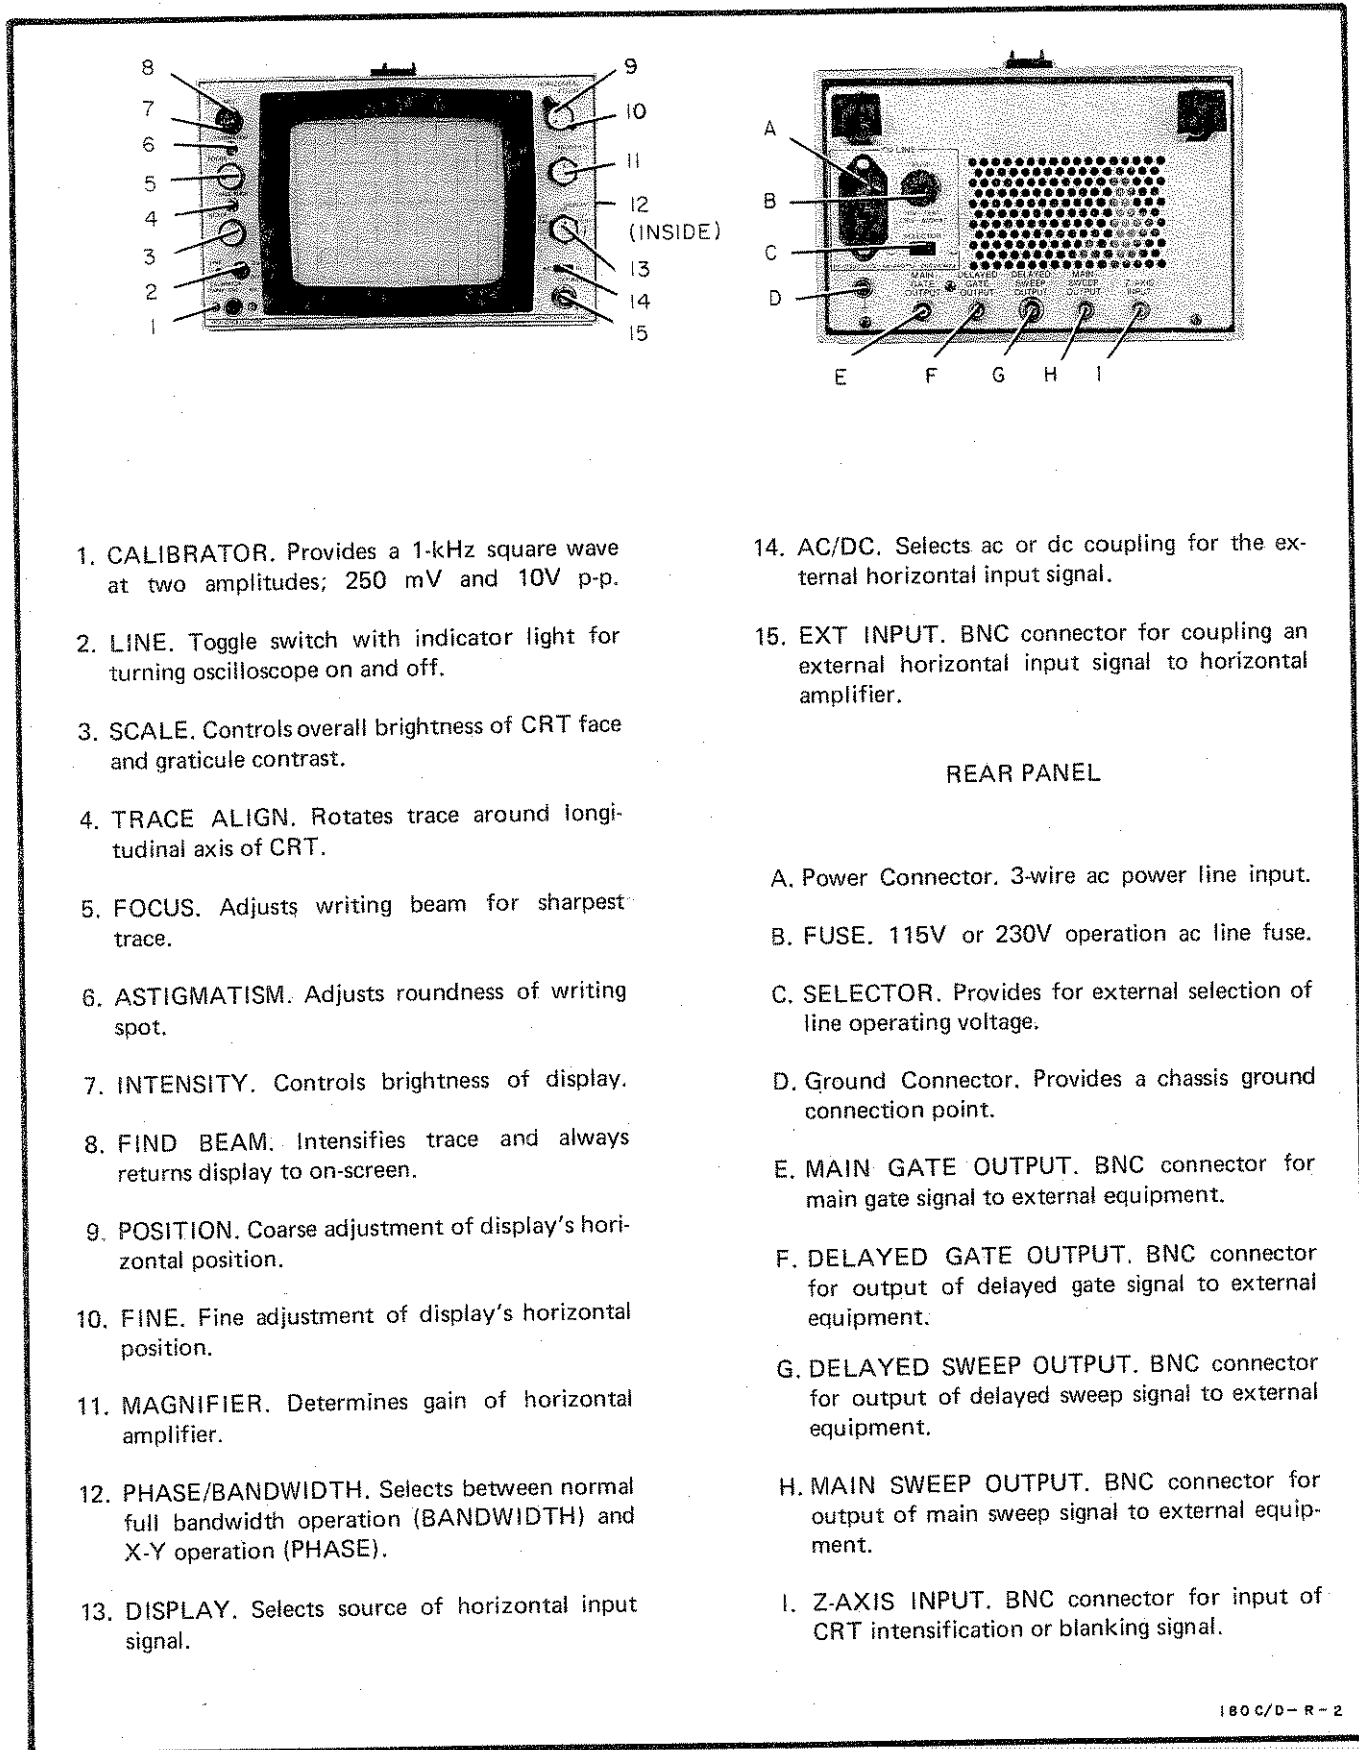 8
7
6
5
4
3
2
1
9
10
11
12
(INSIDE)
13
14
15
A
B
C
D
E
F
G
H
I
LINE
SELECTOR
MAIN GATE OUTPUT
DELAYED GATE OUTPUT
DELAYED SWEEP OUTPUT
MAIN SWEEP OUTPUT
Z-AXIS INPUT
1. CALIBRATOR. Provides a 1-kHz square wave
at two amplitudes; 250 mV and 10V p-p.
2. LINE. Toggle switch with indicator light for
turning oscilloscope on and off.
3. SCALE. Controls overall brightness of CRT face
and graticule contrast.
4. TRACE ALIGN. Rotates trace around longi-
tudinal axis of CRT.
5. FOCUS. Adjusts writing beam for sharpest
trace.
6. ASTIGMATISM. Adjusts roundness of writing
spot.
7. INTENSITY. Controls brightness of display.
8. FIND BEAM. Intensifies trace and always
returns display to on-screen.
9. POSITION. Coarse adjustment of display's hori-
zontal position.
10. FINE. Fine adjustment of display's horizontal
position.
11. MAGNIFIER. Determines gain of horizontal
amplifier.
12. PHASE/BANDWIDTH. Selects between normal
full bandwidth operation (BANDWIDTH) and
X-Y operation (PHASE).
13. DISPLAY. Selects source of horizontal input
signal.
14. AC/DC. Selects ac or dc coupling for the ex-
ternal horizontal input signal.
15. EXT INPUT. BNC connector for coupling an
external horizontal input signal to horizontal
amplifier.
REAR PANEL
A. Power Connector. 3-wire ac power line input.
B. FUSE. 115V or 230V operation ac line fuse.
C. SELECTOR. Provides for external selection of
line operating voltage.
D. Ground Connector. Provides a chassis ground
connection point.
E. MAIN GATE OUTPUT. BNC connector for
main gate signal to external equipment.
F. DELAYED GATE OUTPUT. BNC connector
for output of delayed gate signal to external
equipment.
G. DELAYED SWEEP OUTPUT. BNC connector
for output of delayed sweep signal to external
equipment.
H. MAIN SWEEP OUTPUT. BNC connector for
output of main sweep signal to external equip-
ment.
I. Z-AXIS INPUT. BNC connector for input of
CRT intensification or blanking signal.
180C/D-R-2